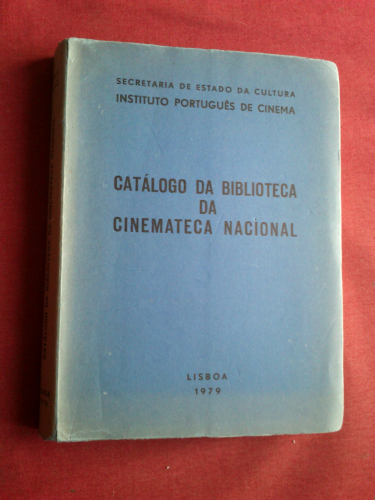 SECRETARIA DE ESTADO DA CULTURA
INSTITUTO PORTUGUÊS DE CINEMA
CATÁLOGO DA BIBLIOTECA
DA
CINEMATECA NACIONAL
LISBOA
1979